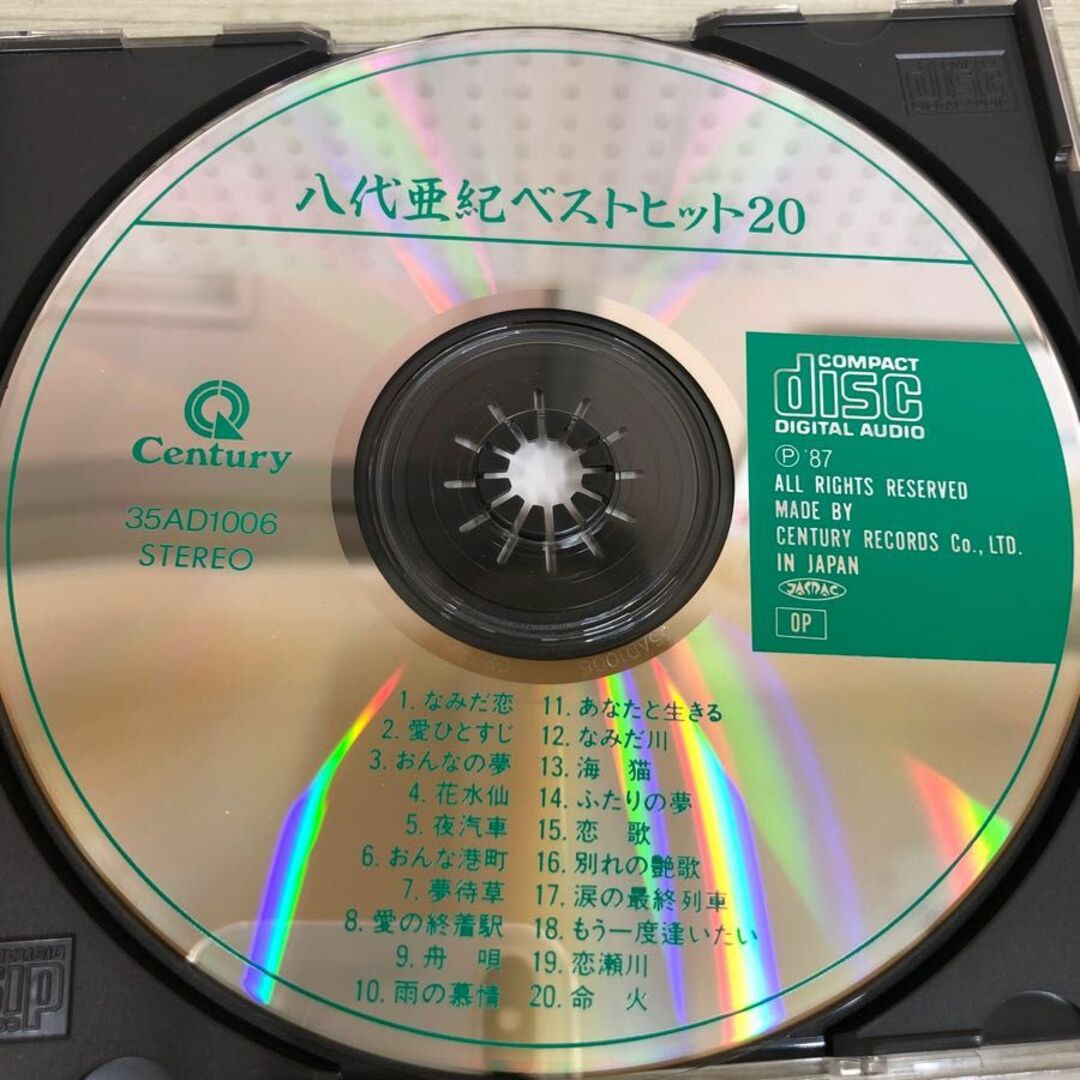 八代亜紀ベストヒット20
Century
35AD1006
STEREO
COMPACT
disc
DIGITAL AUDIO
Ⓟ '87
ALL RIGHTS RESERVED
MADE BY
CENTURY RECORDS Co., LTD.
IN JAPAN
JASRAC
OP
1. なみだ恋
2. 愛ひとすじ
3. おんなの夢
4. 花水仙
5. 夜汽車
6. おんな港町
7. 夢待草
8. 愛の終着駅
9. 舟　唄
10. 雨の慕情
11. あなたと生きる
12. なみだ川
13. 海　猫
14. ふたりの夢
15. 恋　歌
16. 別れの艶歌
17. 涙の最終列車
18. もう一度逢いたい
19. 恋瀬川
20. 命　火
disc